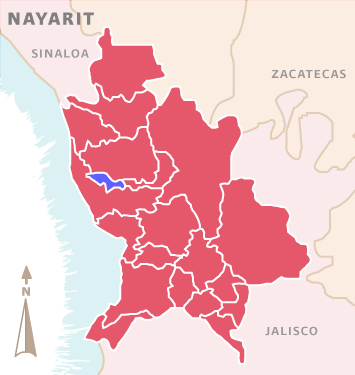 NAYARIT
SINALOA
ZACATECAS
N
JALISCO